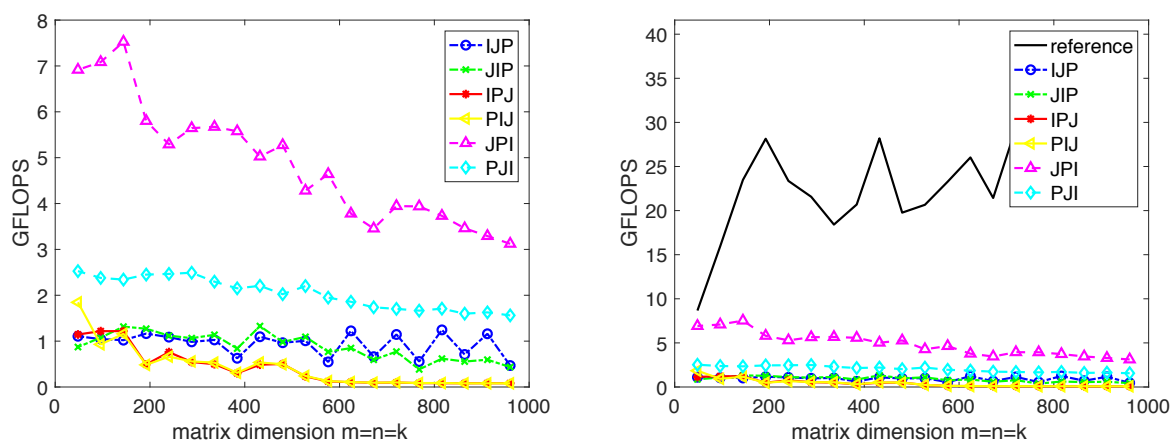 8
7
6
5
4
3
2
1
0
GFLOPS
IJP
JIP
IPJ
PIJ
JPI
PJI
0 200 400 600 800 1000
matrix dimension m=n=k
40
35
30
25
20
15
10
5
0
GFLOPS
reference
IJP
JIP
IPJ
PIJ
JPI
PJI
0 200 400 600 800 1000
matrix dimension m=n=k